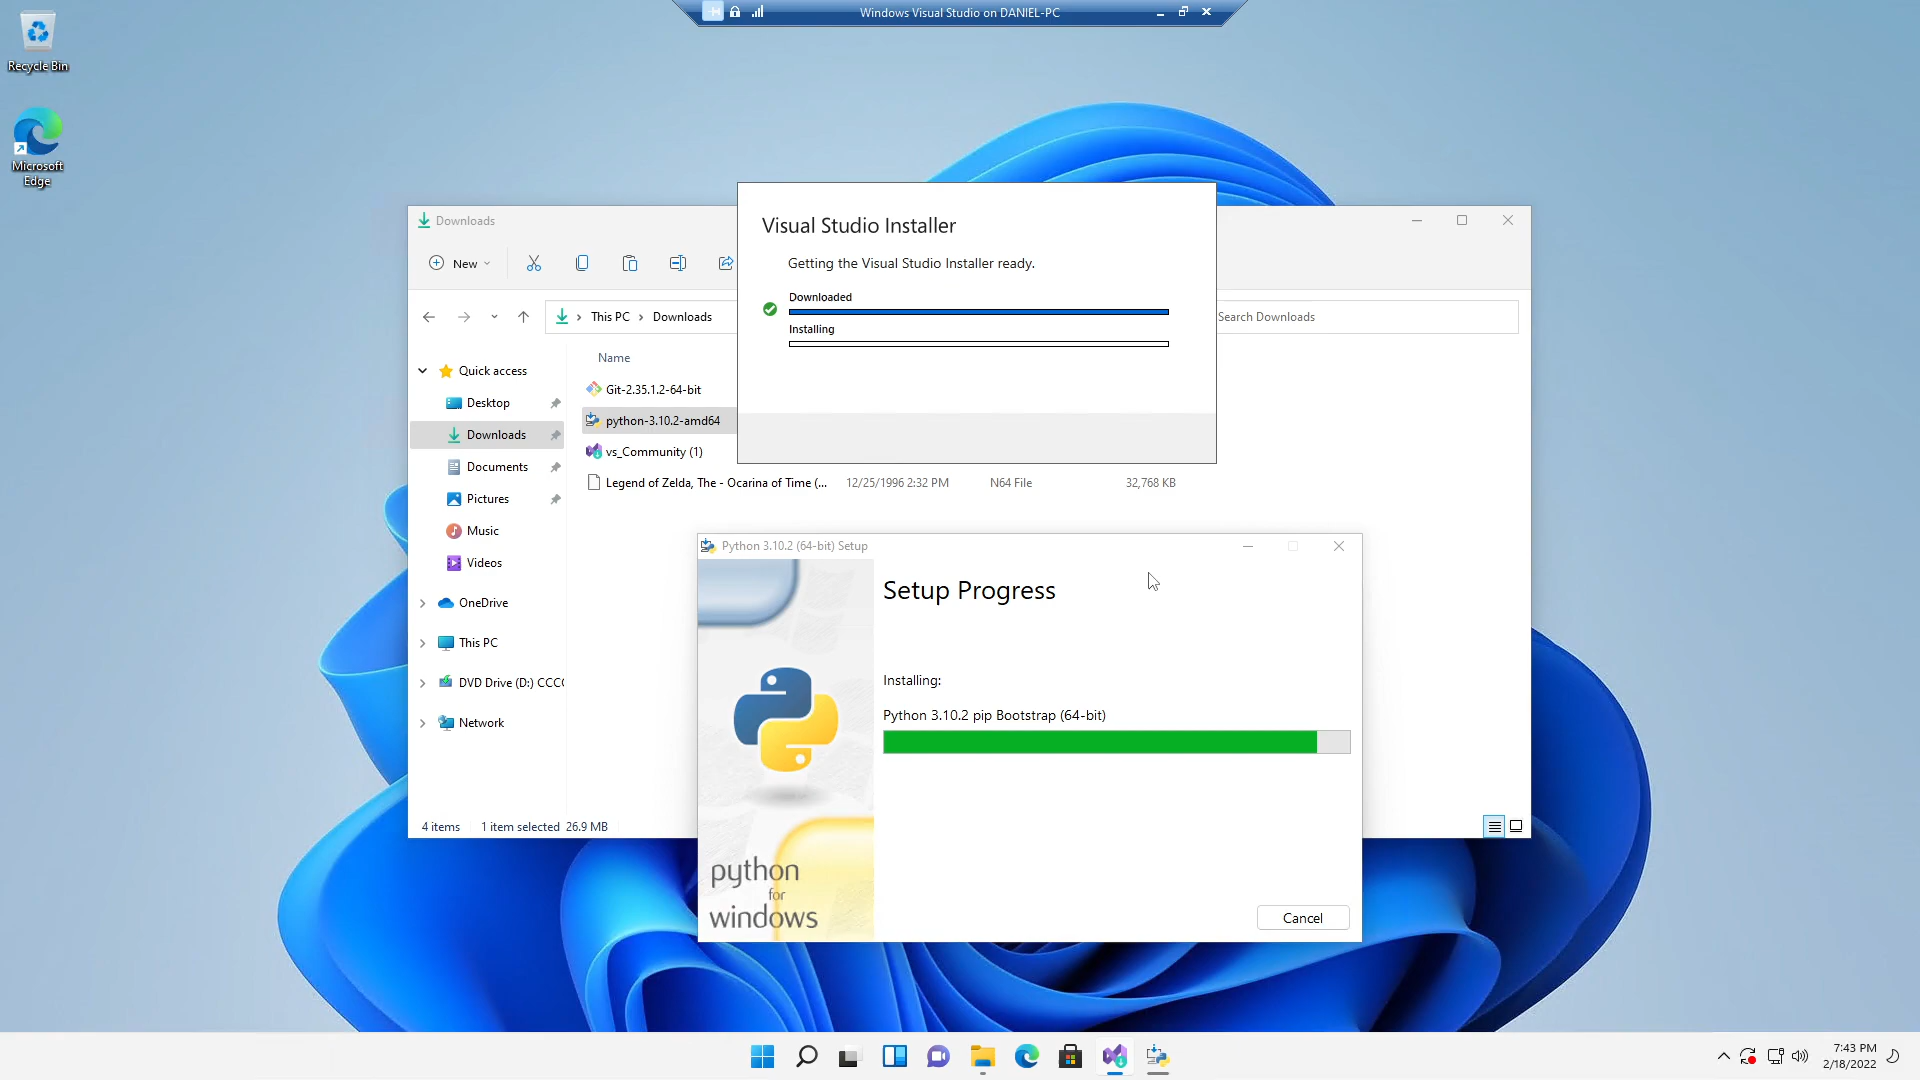 Windows Visual Studio on DANIEL-PC
Recycle Bin
Microsoft
Edge
Downloads
New
This PC
Downloads
Search Downloads
Visual Studio Installer
Getting the Visual Studio Installer ready.
Downloaded
Installing
Quick access
Desktop
Downloads
Documents
Pictures
Music
Videos
OneDrive
This PC
DVD Drive (D:) CCC
Network
Name
Git-2.35.1.2-64-bit
python-3.10.2-amd64
vs_Community (1)
Legend of Zelda, The - Ocarina of Time (... 12/25/1996 2:32 PM N64 File 32,768 KB
Python 3.10.2 (64-bit) Setup
Setup Progress
Installing:
Python 3.10.2 pip Bootstrap (64-bit)
python
for
windows
Cancel
4 items 1 item selected 26.9 MB
7:43 PM
2/18/2022